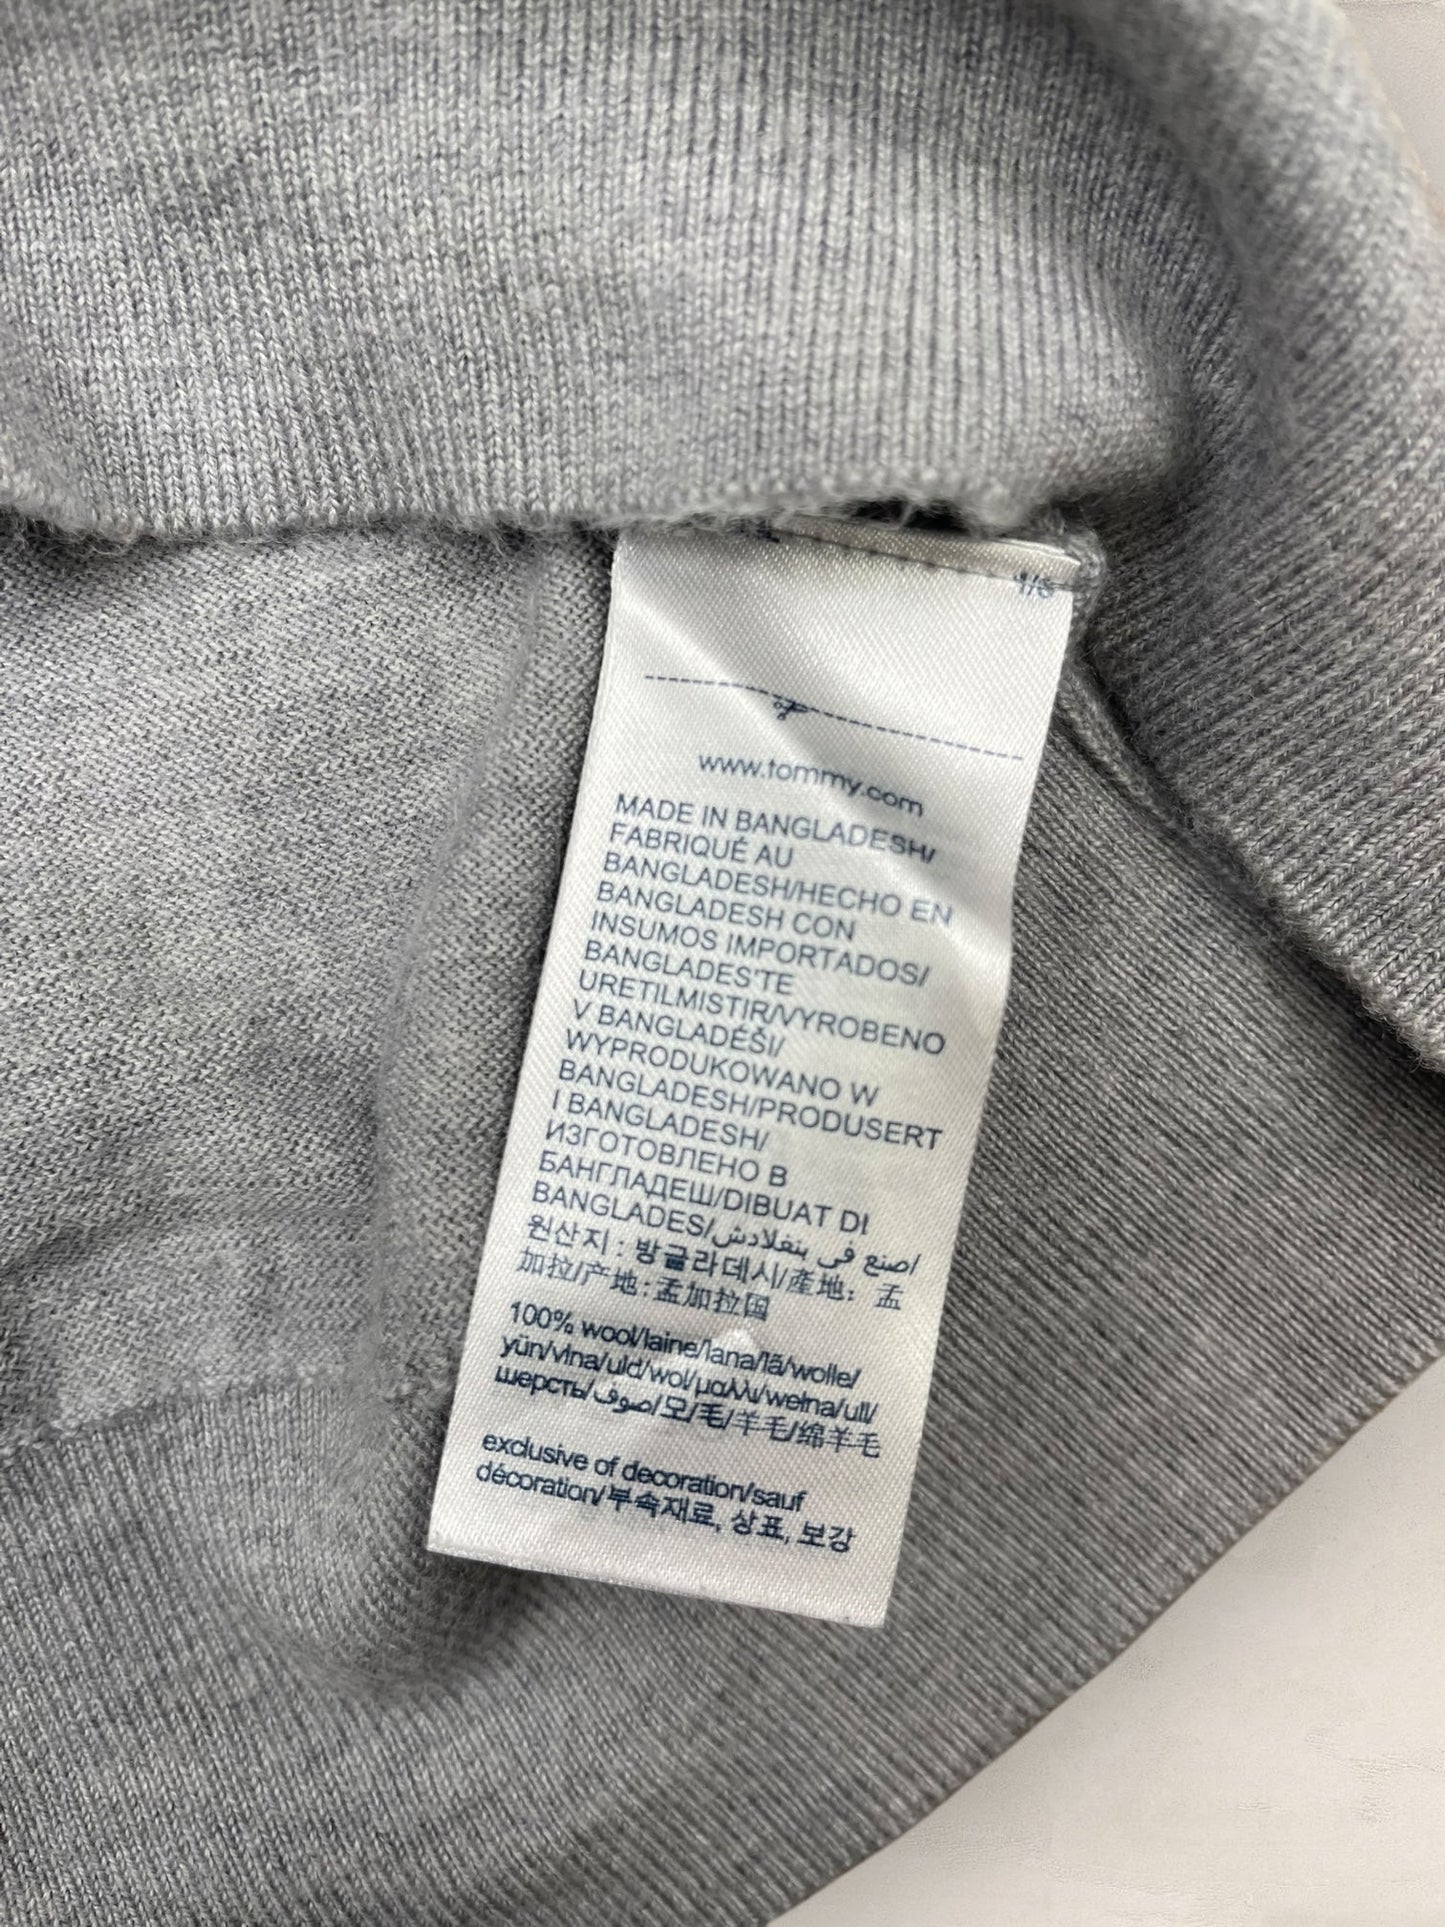 1/6
www.tommy.com
MADE IN BANGLADESH/
FABRIQUÉ AU
BANGLADESH/HECHO EN
BANGLADESH CON
INSUMOS IMPORTADOS/
BANGLADES'TE
URETILMISTIR/VYROBENO
V BANGLADÉŠI/
WYPRODUKOWANO W
BANGLADESH/PRODUSERT
I BANGLADESH/
ИЗГОТОВЛЕНО В
БАНГЛАДЕШ/DIBUAT DI
BANGLADES/اصنع في بنغلادش/
원산지 : 방글라데시/產地：孟
加拉/产地:孟加拉国
100% wool/laine/lana/lã/wolle/
yün/vlna/uld/wol/μαλλί/wełna/ull/
шерсть/صوف/모/毛/羊毛/绵羊毛
exclusive of decoration/sauf
décoration/부속재료, 상표, 보강